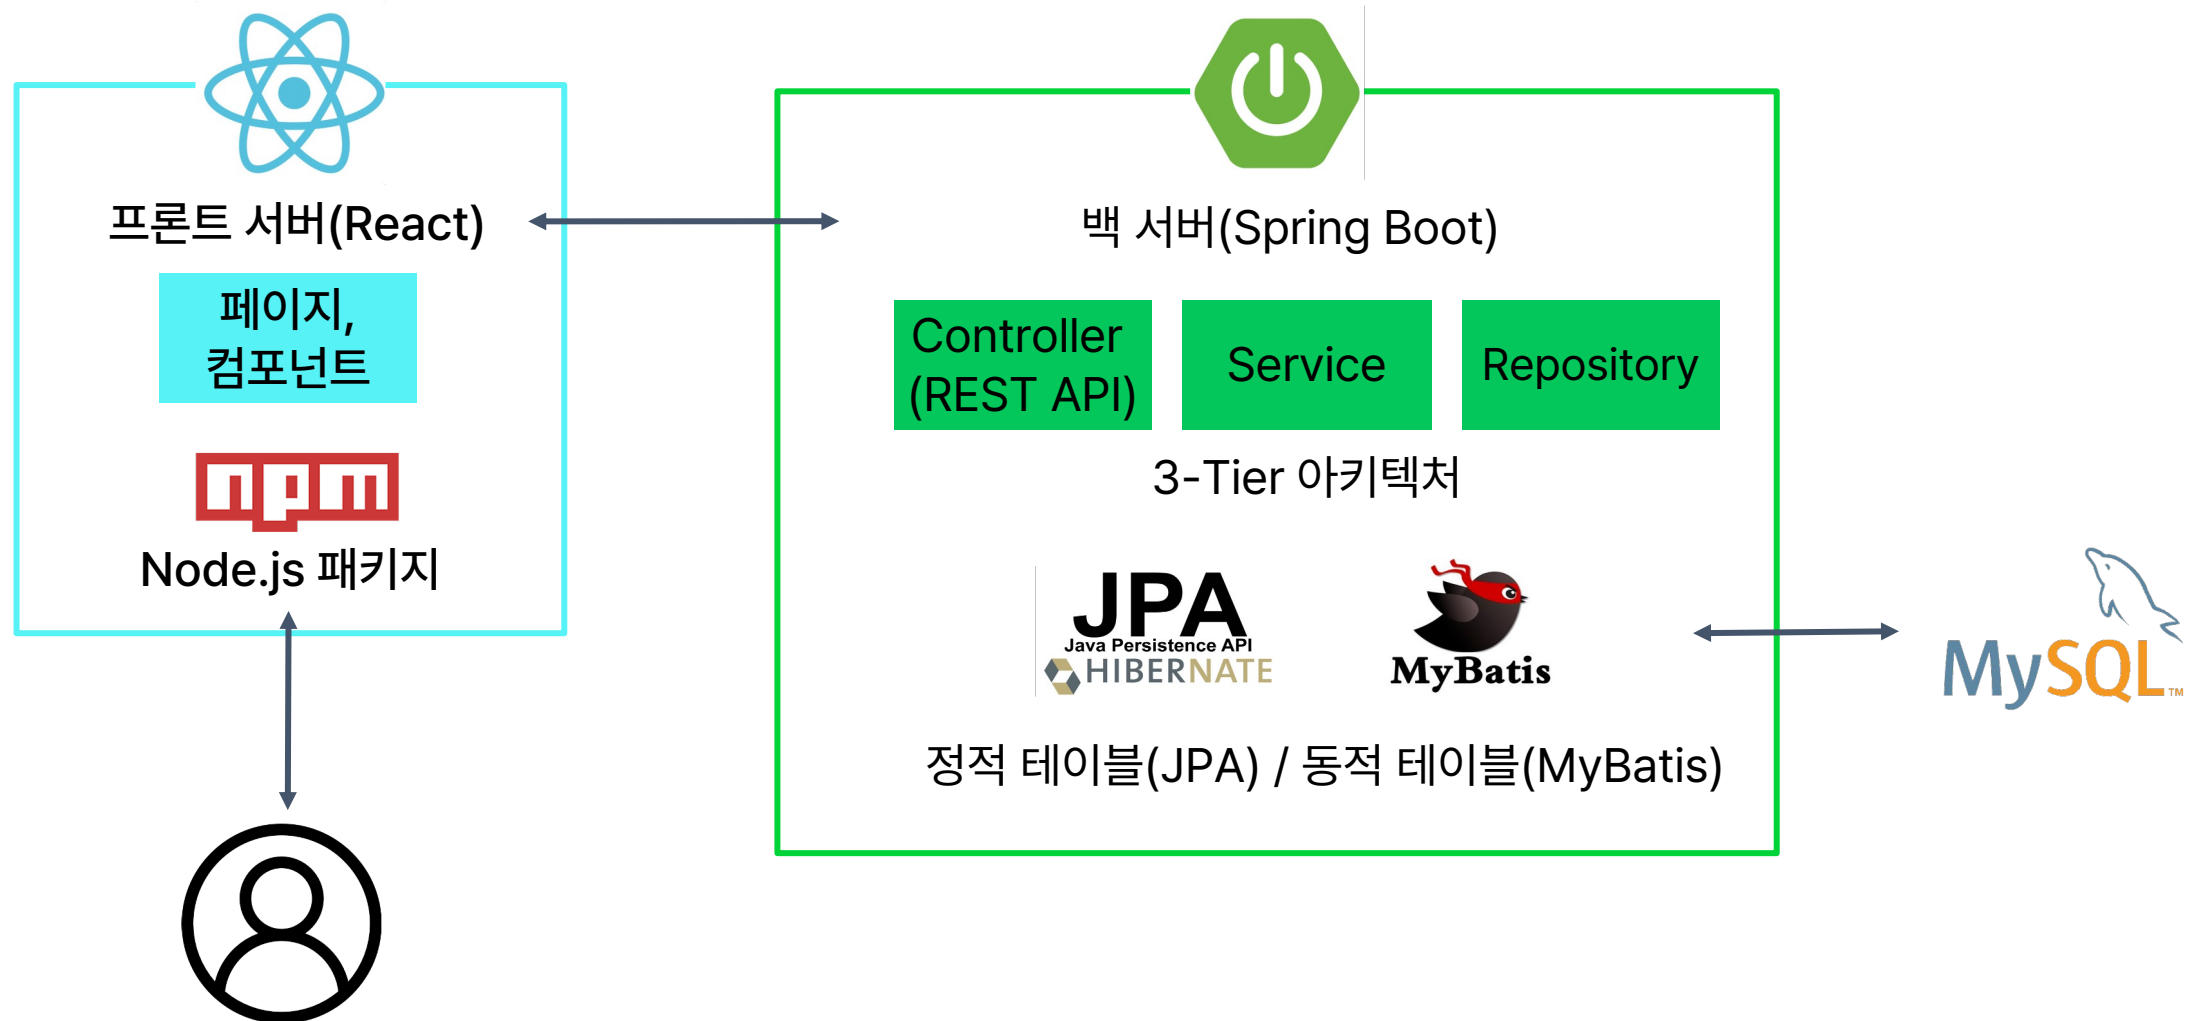 프론트 서버(React)
페이지,
컴포넌트
npm
Node.js 패키지
백 서버(Spring Boot)
Controller
(REST API)
Service
Repository
3-Tier 아키텍처
JPA
Java Persistence API
HIBERNATE
MyBatis
정적 테이블(JPA) / 동적 테이블(MyBatis)
MySQL™